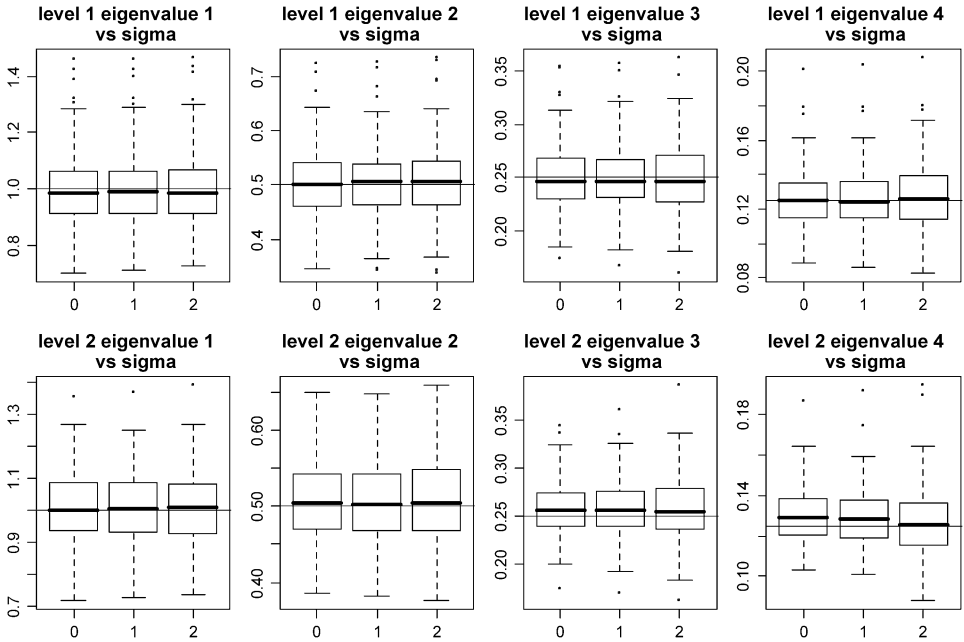 level 1 eigenvalue 1
vs sigma
1.4
1.2
1.0
0.8
0 1 2
level 1 eigenvalue 2
vs sigma
0.7
0.6
0.5
0.4
0 1 2
level 1 eigenvalue 3
vs sigma
0.35
0.30
0.25
0.20
0 1 2
level 1 eigenvalue 4
vs sigma
0.20
0.16
0.12
0.08
0 1 2
level 2 eigenvalue 1
vs sigma
1.3
1.1
0.9
0.7
0 1 2
level 2 eigenvalue 2
vs sigma
0.60
0.50
0.40
0 1 2
level 2 eigenvalue 3
vs sigma
0.35
0.30
0.25
0.20
0 1 2
level 2 eigenvalue 4
vs sigma
0.18
0.14
0.10
0 1 2